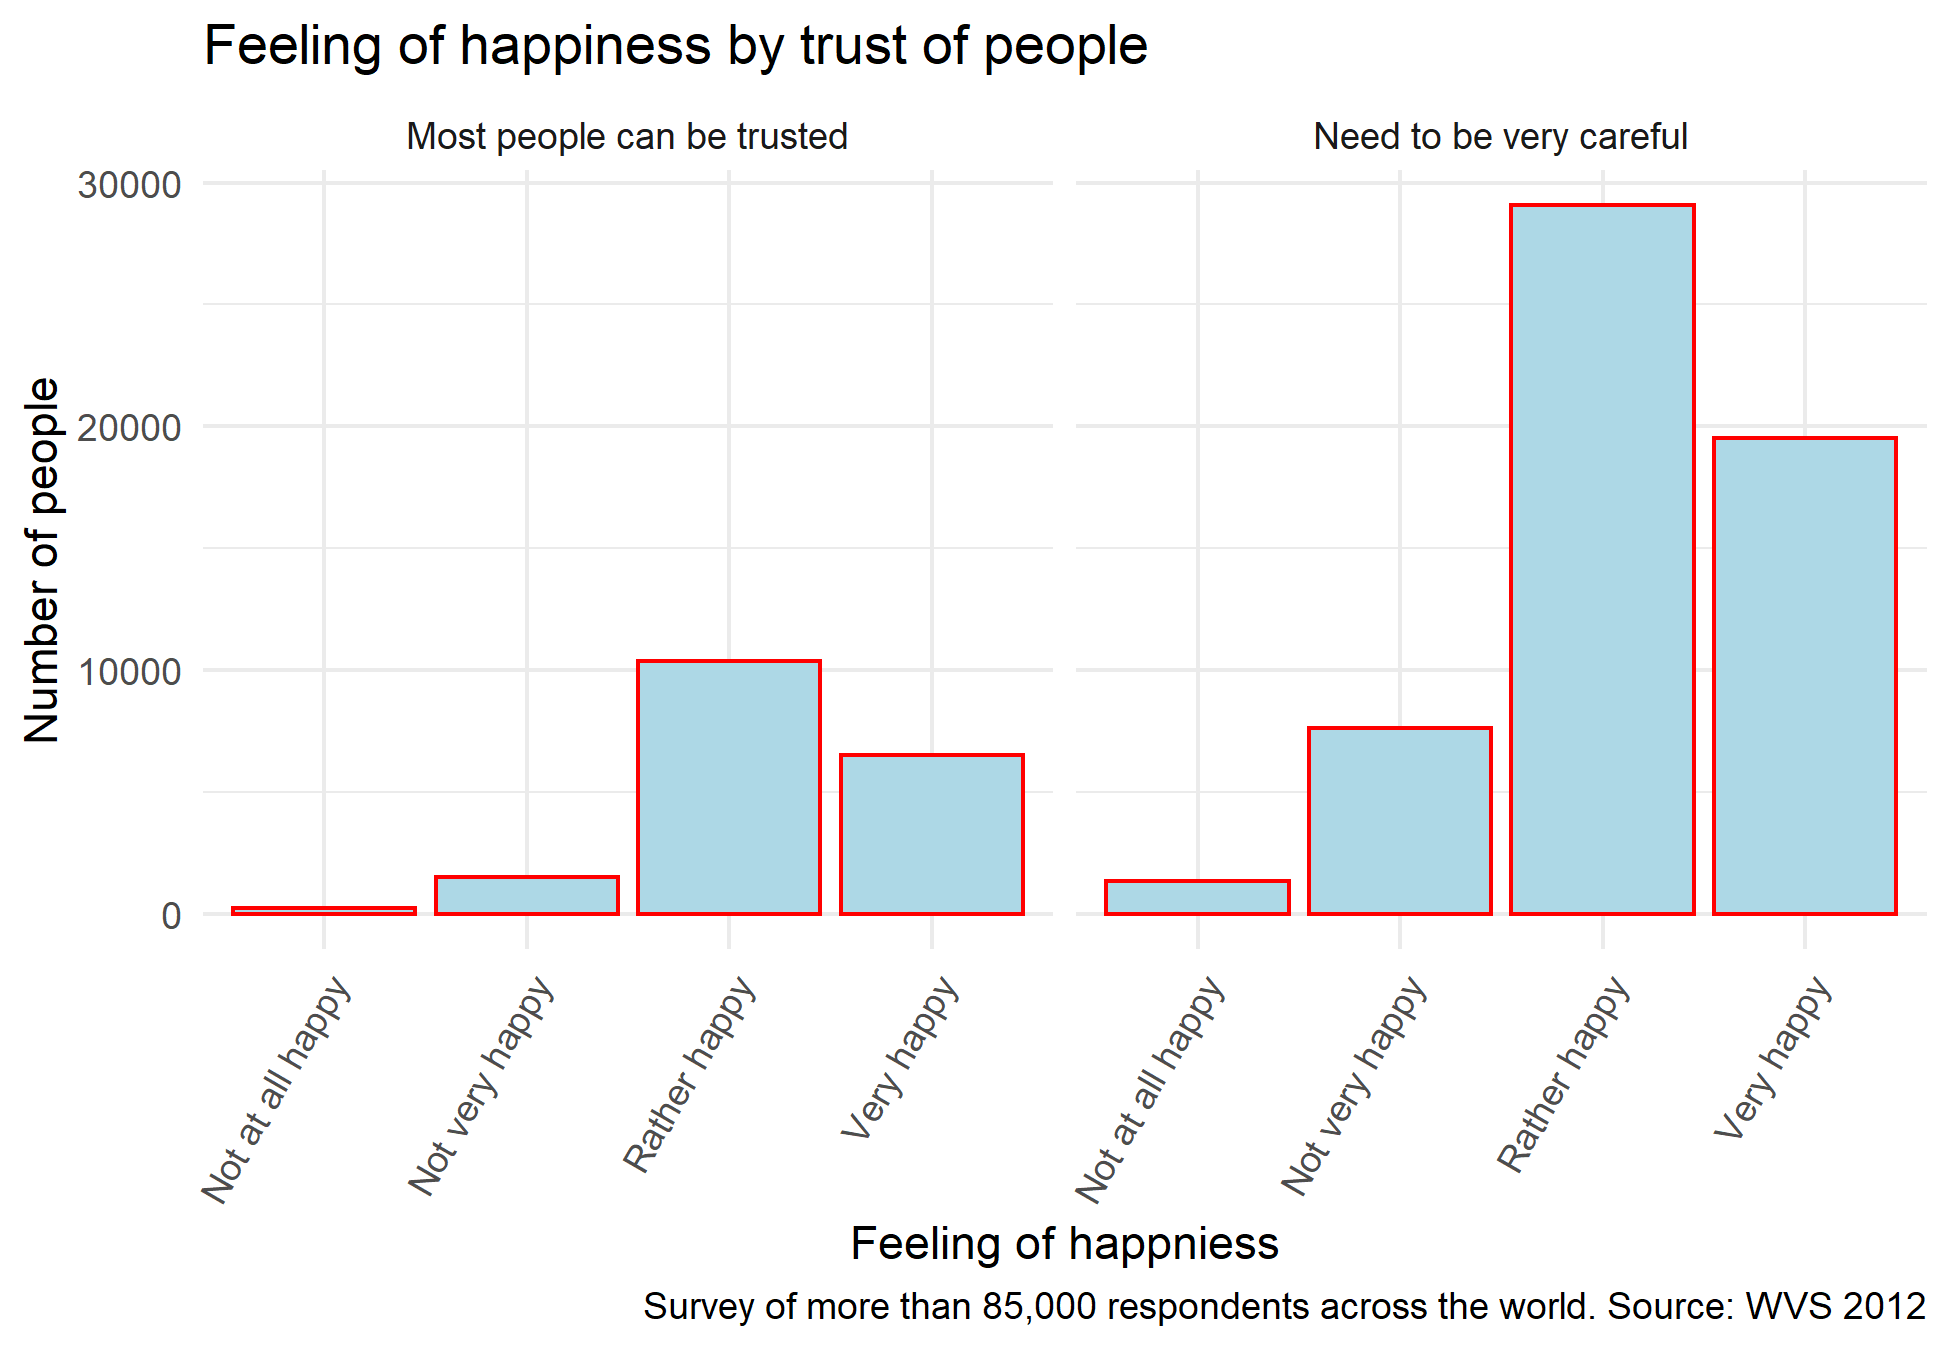 Feeling of happiness by trust of people
Most people can be trusted
Need to be very careful
30000
20000
10000
0
Number of people
Not at all happy
Not very happy
Rather happy
Very happy
Not at all happy
Not very happy
Rather happy
Very happy
Feeling of happniess
Survey of more than 85,000 respondents across the world. Source: WVS 2012